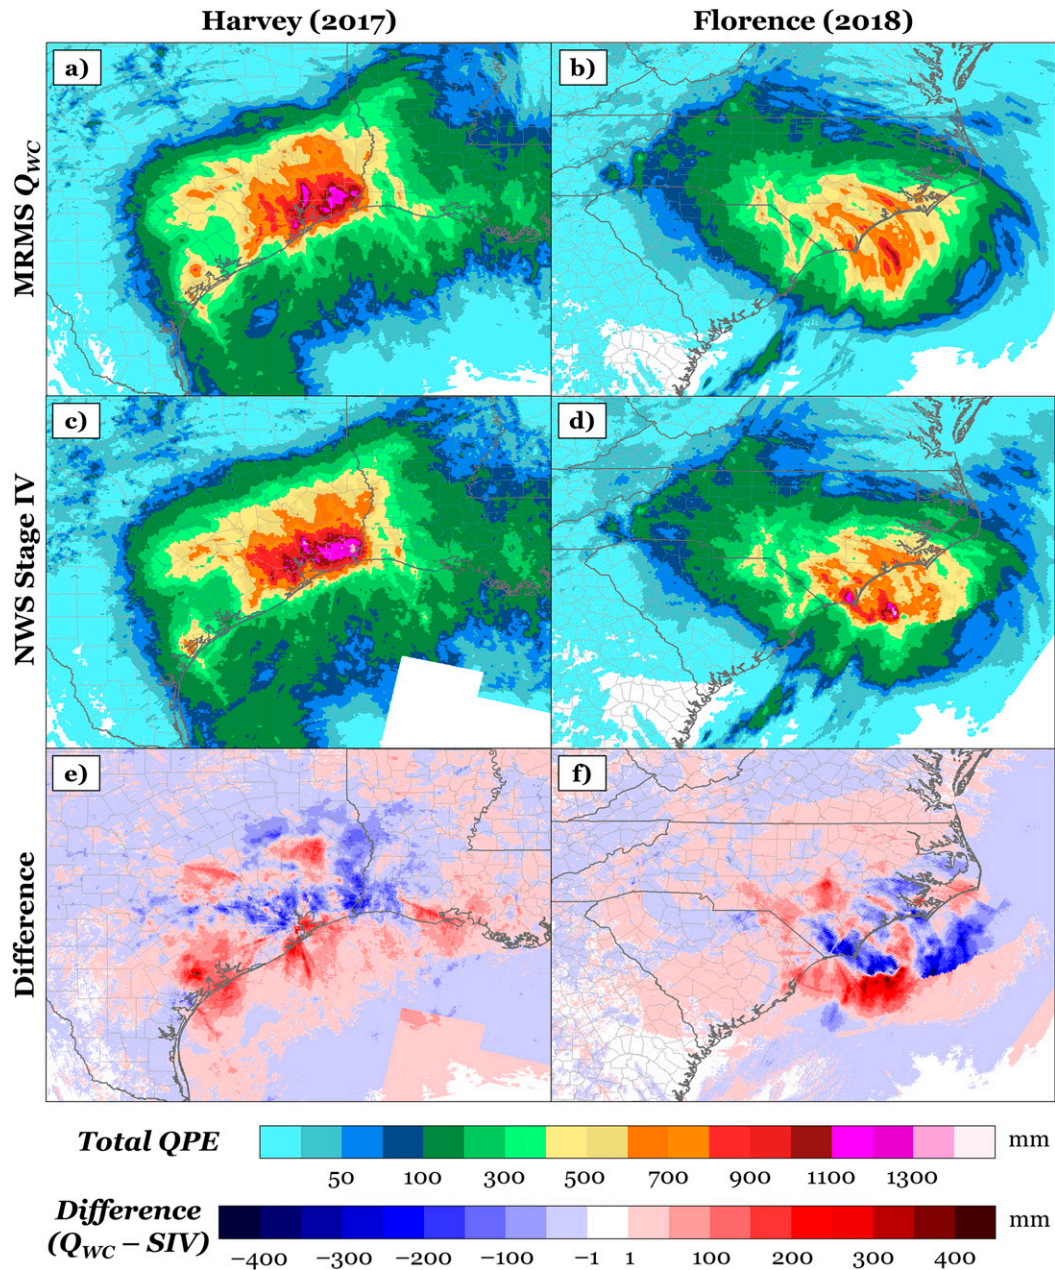 Harvey (2017) Florence (2018)
a) b)
MRMS Q_WC
c) d)
NWS Stage IV
e) f)
Difference
Total QPE mm
50 100 300 500 700 900 1100 1300
Difference
(Q_WC – SIV) mm
−400 −300 −200 −100 −1 1 100 200 300 400